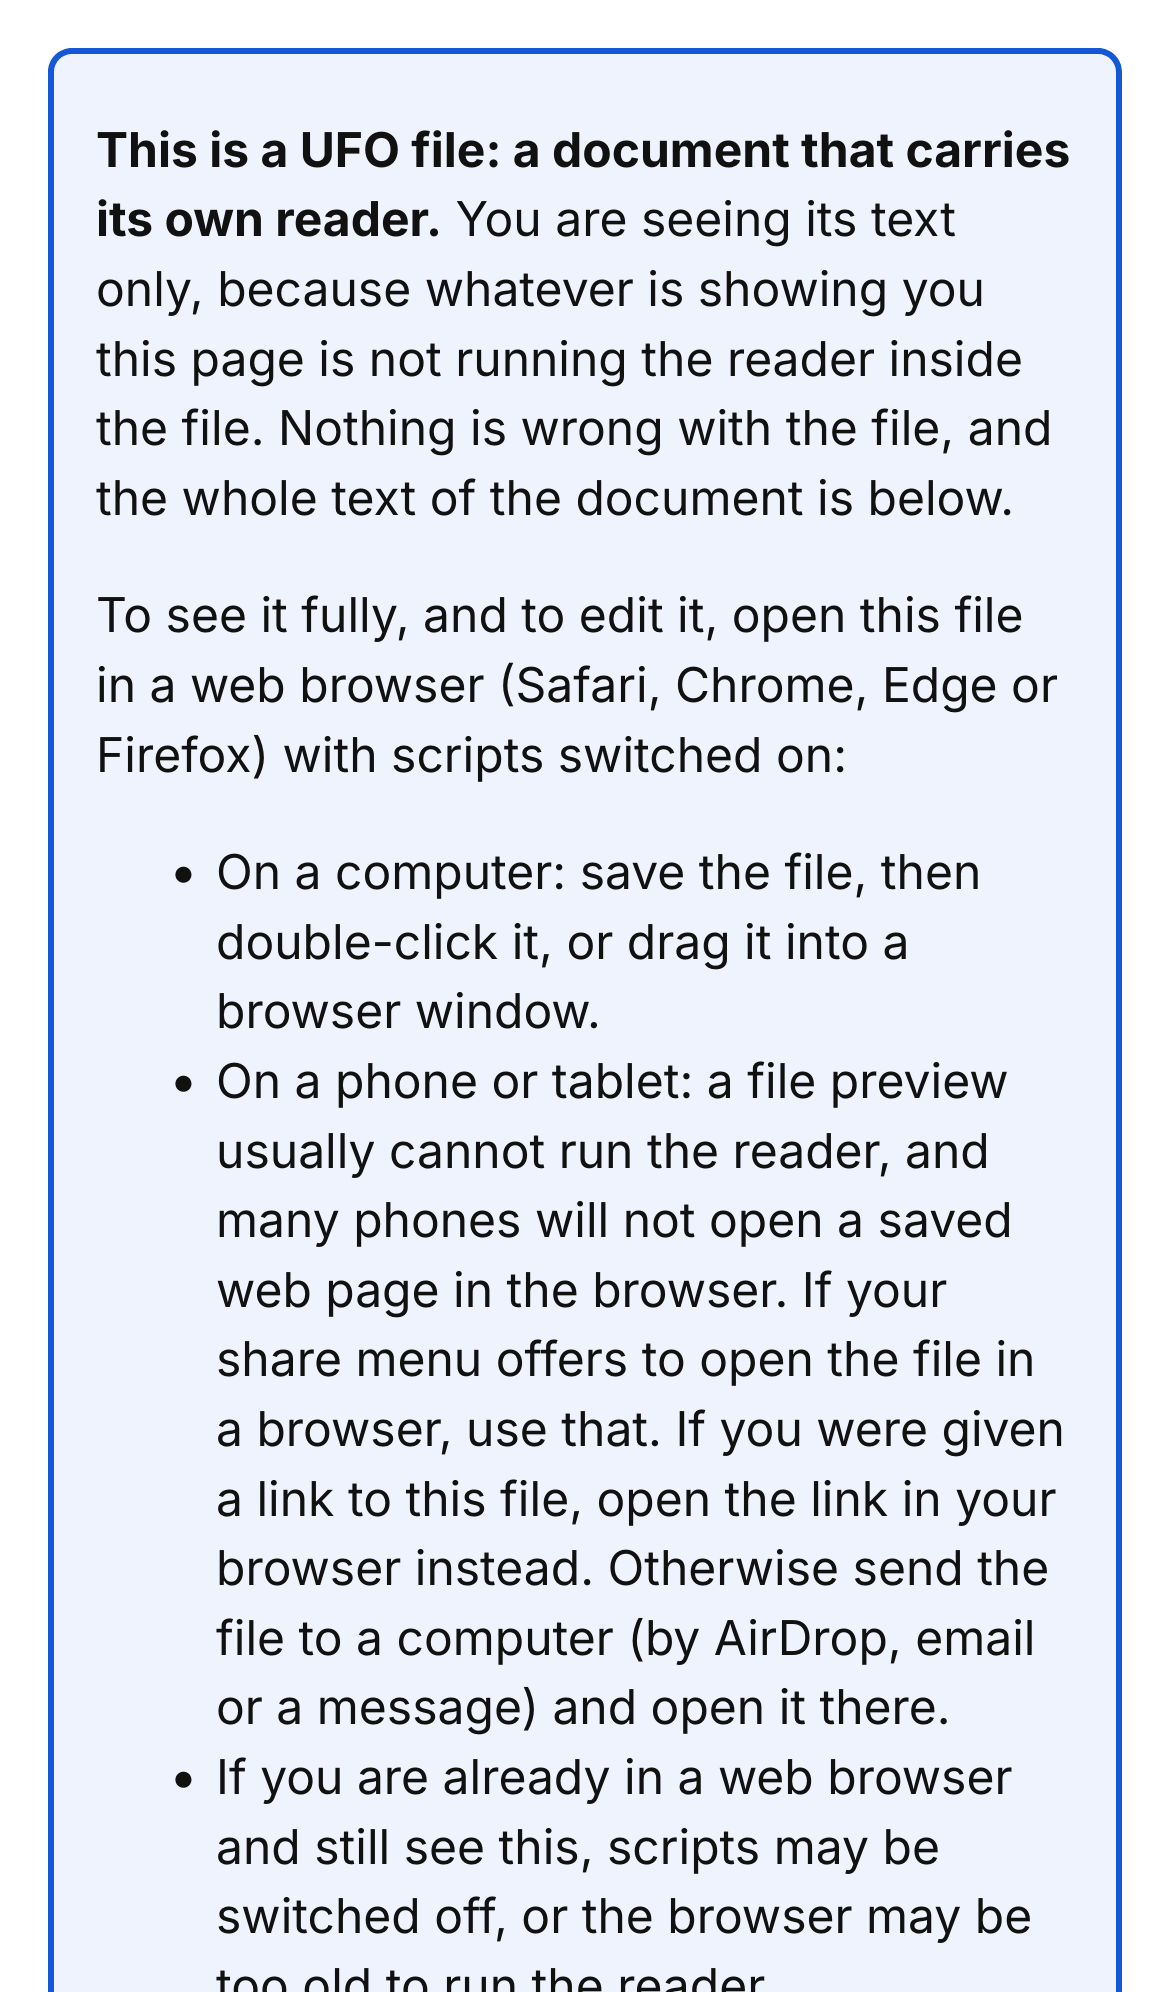 This is a UFO file: a document that carries
its own reader. You are seeing its text
only, because whatever is showing you
this page is not running the reader inside
the file. Nothing is wrong with the file, and
the whole text of the document is below.
To see it fully, and to edit it, open this file
in a web browser (Safari, Chrome, Edge or
Firefox) with scripts switched on:
• On a computer: save the file, then
double-click it, or drag it into a
browser window.
• On a phone or tablet: a file preview
usually cannot run the reader, and
many phones will not open a saved
web page in the browser. If your
share menu offers to open the file in
a browser, use that. If you were given
a link to this file, open the link in your
browser instead. Otherwise send the
file to a computer (by AirDrop, email
or a message) and open it there.
• If you are already in a web browser
and still see this, scripts may be
switched off, or the browser may be
too old to run the reader